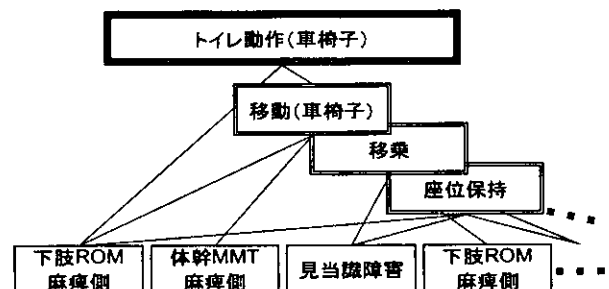 トイレ動作(車椅子)
移動(車椅子)
移乗
座位保持
下肢ROM
麻痺側
体幹MMT
麻痺側
見当識障害
下肢ROM
麻痺側